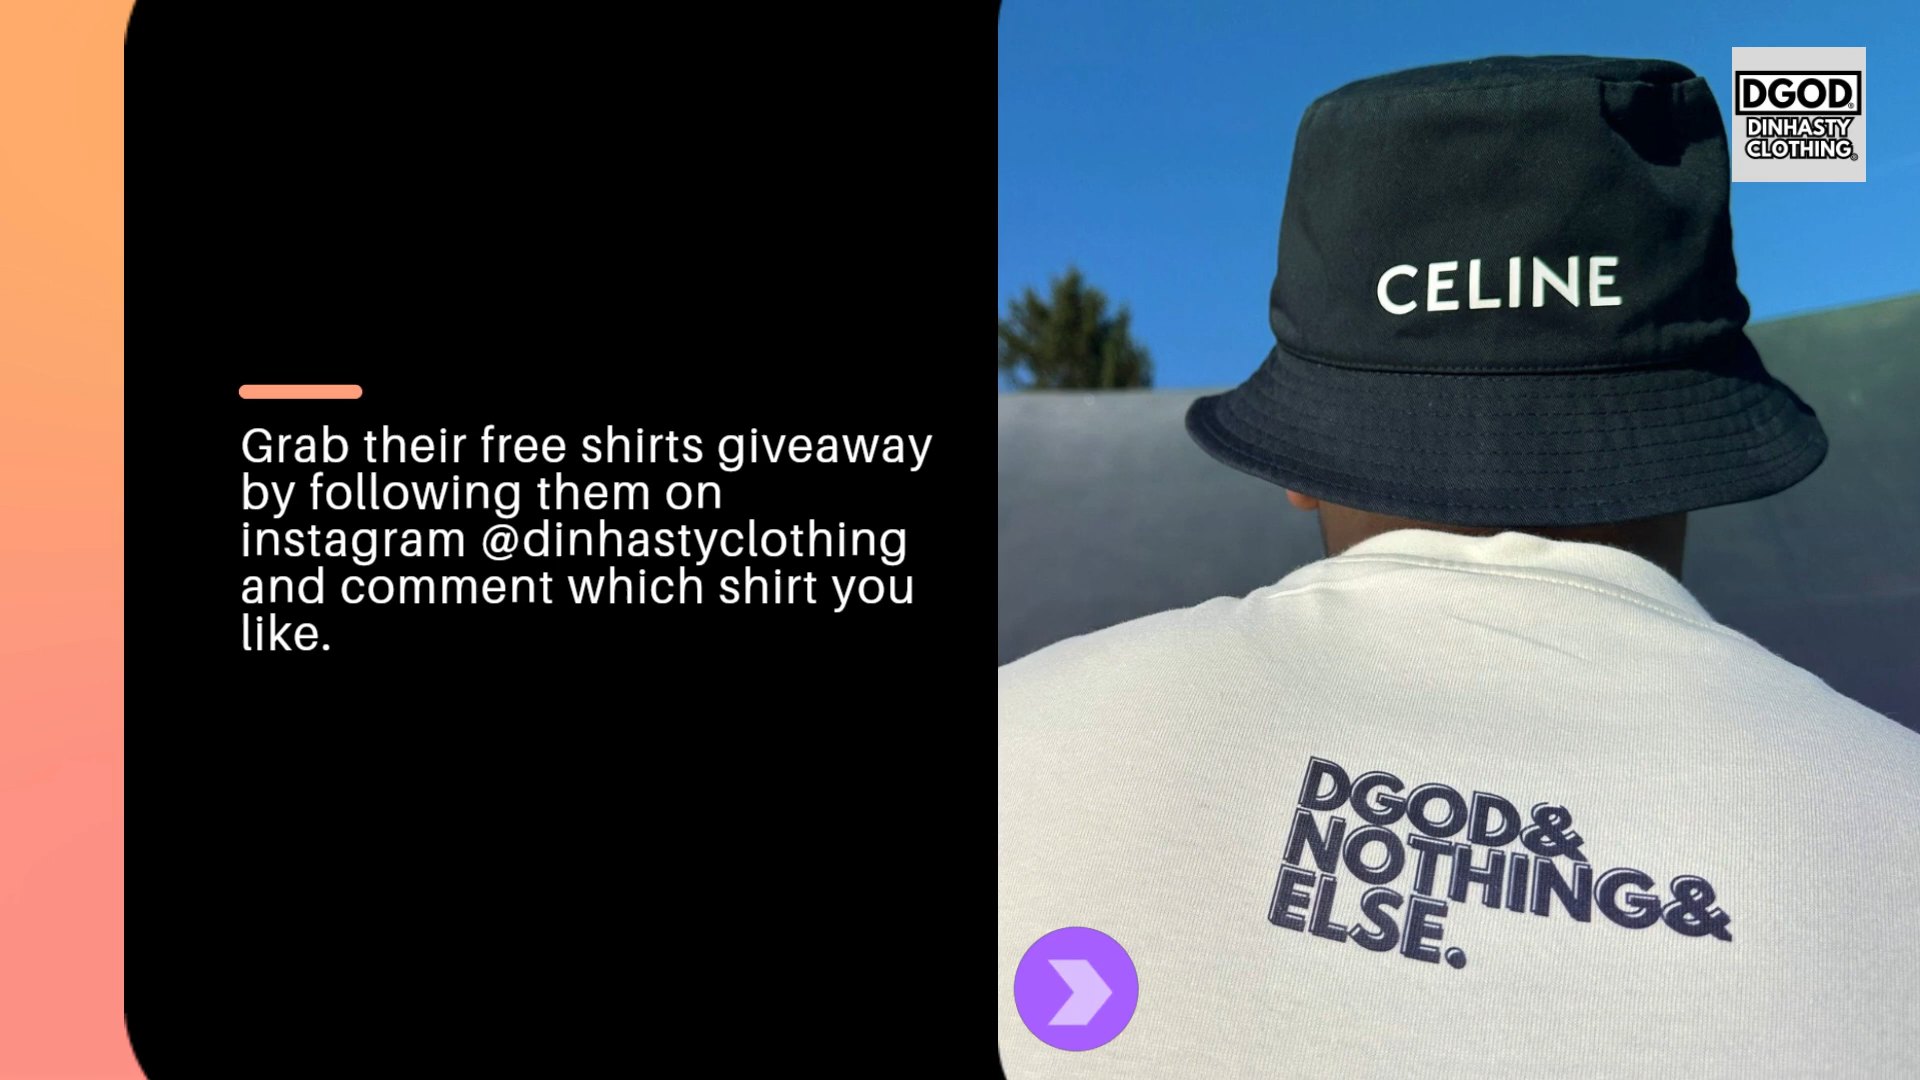 Grab their free shirts giveaway
by following them on
instagram @dinhastyclothing
and comment which shirt you
like.
CELINE
DGOD®
DINHASTY
CLOTHING®
DGOD&
NOTHING&
ELSE.